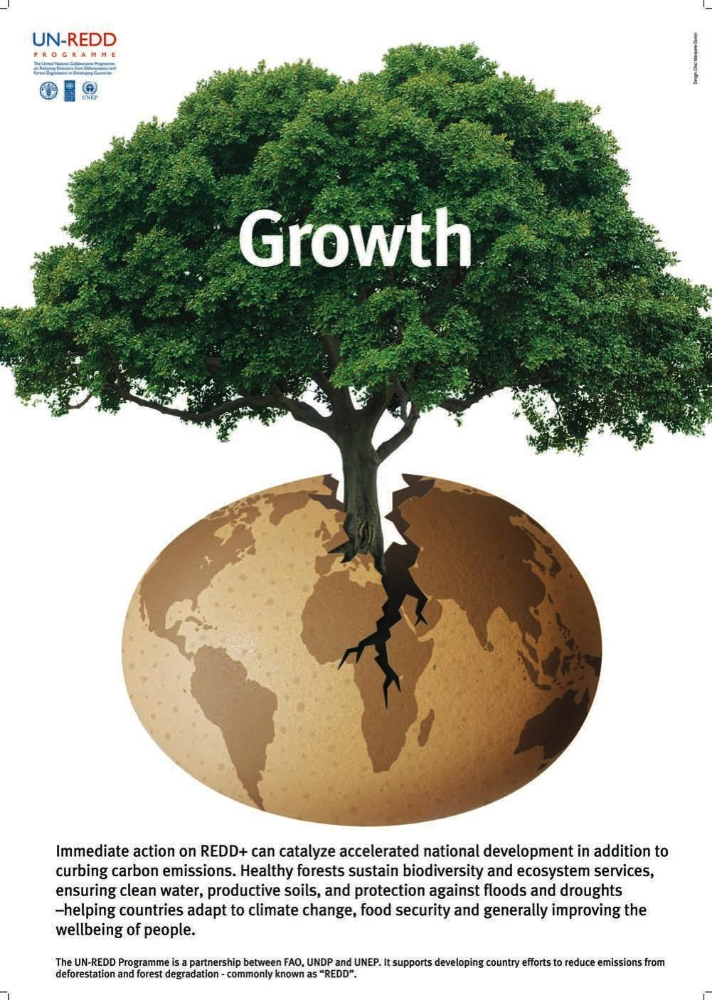 UN-REDD
PROGRAMME
The United Nations Collaborative Programme
on Reducing Emissions from Deforestation and
Forest Degradation in Developing Countries
UNEP
Growth
Immediate action on REDD+ can catalyze accelerated national development in addition to
curbing carbon emissions. Healthy forests sustain biodiversity and ecosystem services,
ensuring clean water, productive soils, and protection against floods and droughts
–helping countries adapt to climate change, food security and generally improving the
wellbeing of people.
The UN-REDD Programme is a partnership between FAO, UNDP and UNEP. It supports developing country efforts to reduce emissions from
deforestation and forest degradation - commonly known as “REDD”.